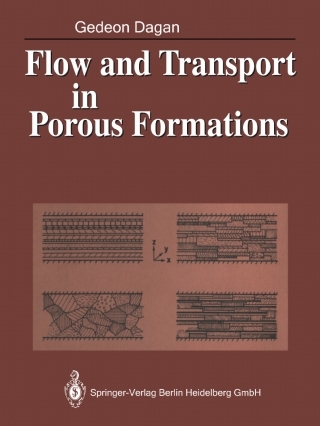 Gedeon Dagan
Flow and Transport
in
Porous Formations
z
y
x
Springer-Verlag Berlin Heidelberg GmbH